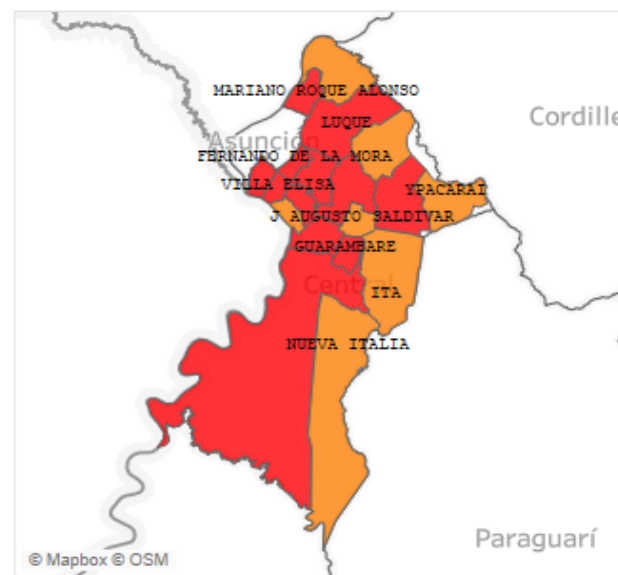 MARIANO ROQUE ALONSO
Cordille
LUQUE
Asunción
FERNANDO DE LA MORA
VILLA ELISA
YPACARAI
J AUGUSTO SALDIVAR
GUARAMBARE
Central
ITA
NUEVA ITALIA
Paraguarí
© Mapbox © OSM